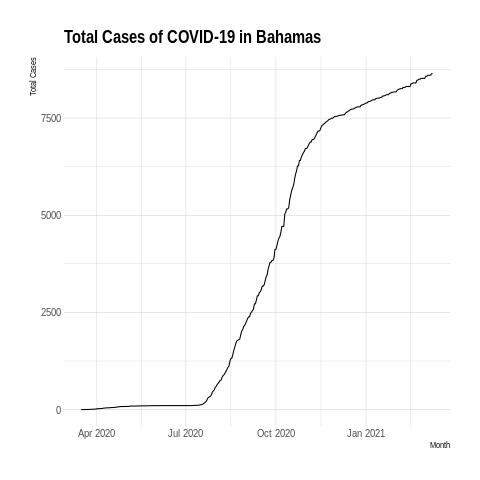 Total Cases of COVID-19 in Bahamas
Total Cases
7500
5000
2500
0
Apr 2020 Jul 2020 Oct 2020 Jan 2021
Month